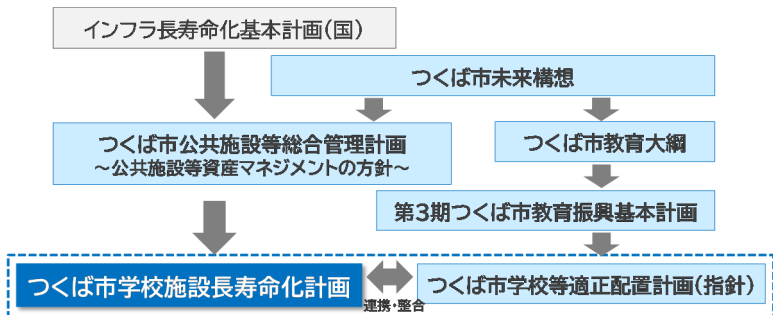 インフラ長寿命化基本計画(国)
つくば市未来構想
つくば市公共施設等総合管理計画
～公共施設等資産マネジメントの方針～
つくば市教育大綱
第3期つくば市教育振興基本計画
つくば市学校施設長寿命化計画
連携・整合
つくば市学校等適正配置計画(指針)